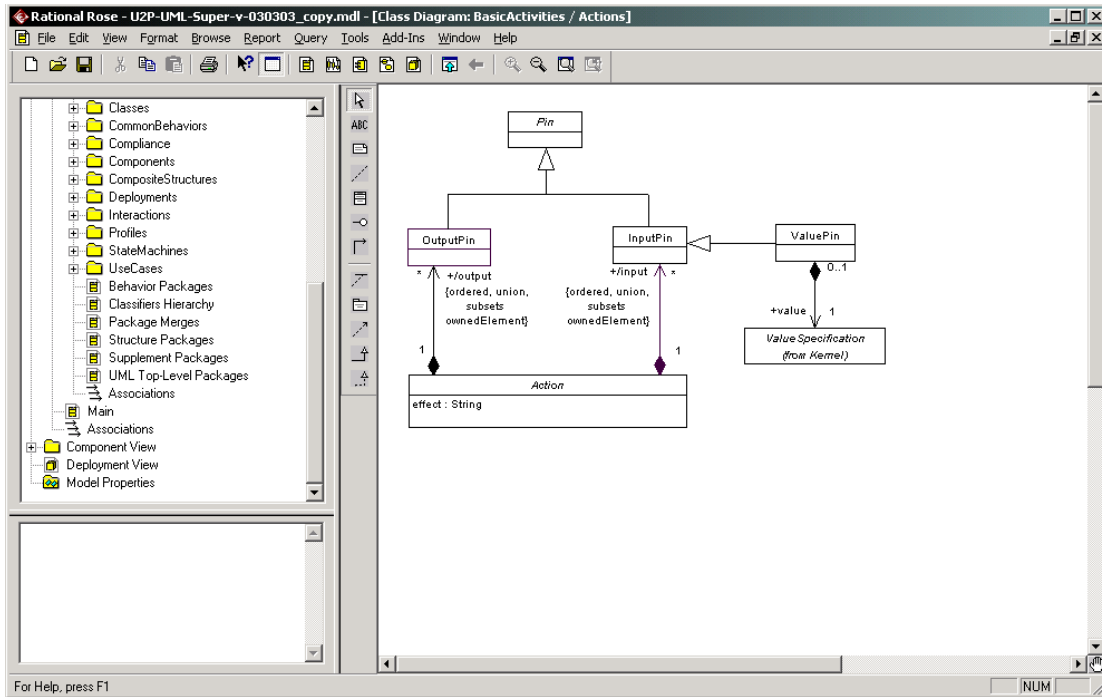 Rational Rose - U2P-UML-Super-v-030303_copy.mdl - [Class Diagram: BasicActivities / Actions]
File Edit View Format Browse Report Query Tools Add-Ins Window Help
Classes
CommonBehaviors
Compliance
Components
CompositeStructures
Deployments
Interactions
Profiles
StateMachines
UseCases
Behavior Packages
Classifiers Hierarchy
Package Merges
Structure Packages
Supplement Packages
UML Top-Level Packages
Associations
Main
Associations
Component View
Deployment View
Model Properties
ABC
Pin
OutputPin
InputPin
ValuePin
* +/output
{ordered, union,
subsets
ownedElement}
1
+/input *
{ordered, union,
subsets
ownedElement}
1
0..1
+value 1
ValueSpecification
(from Kernel)
Action
effect : String
For Help, press F1
NUM